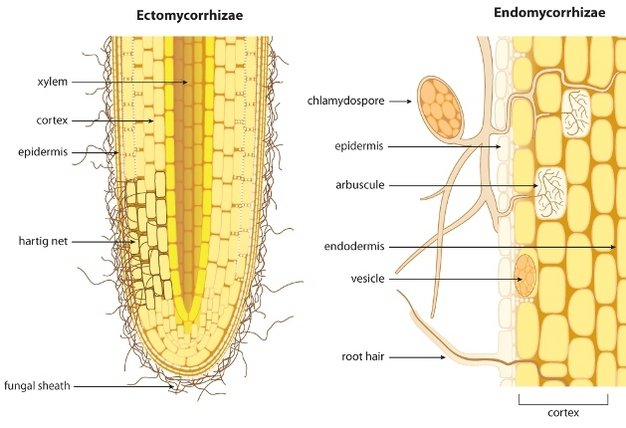 Ectomycorrhizae
xylem
cortex
epidermis
hartig net
fungal sheath
Endomycorrhizae
chlamydospore
epidermis
arbuscule
endodermis
vesicle
root hair
cortex